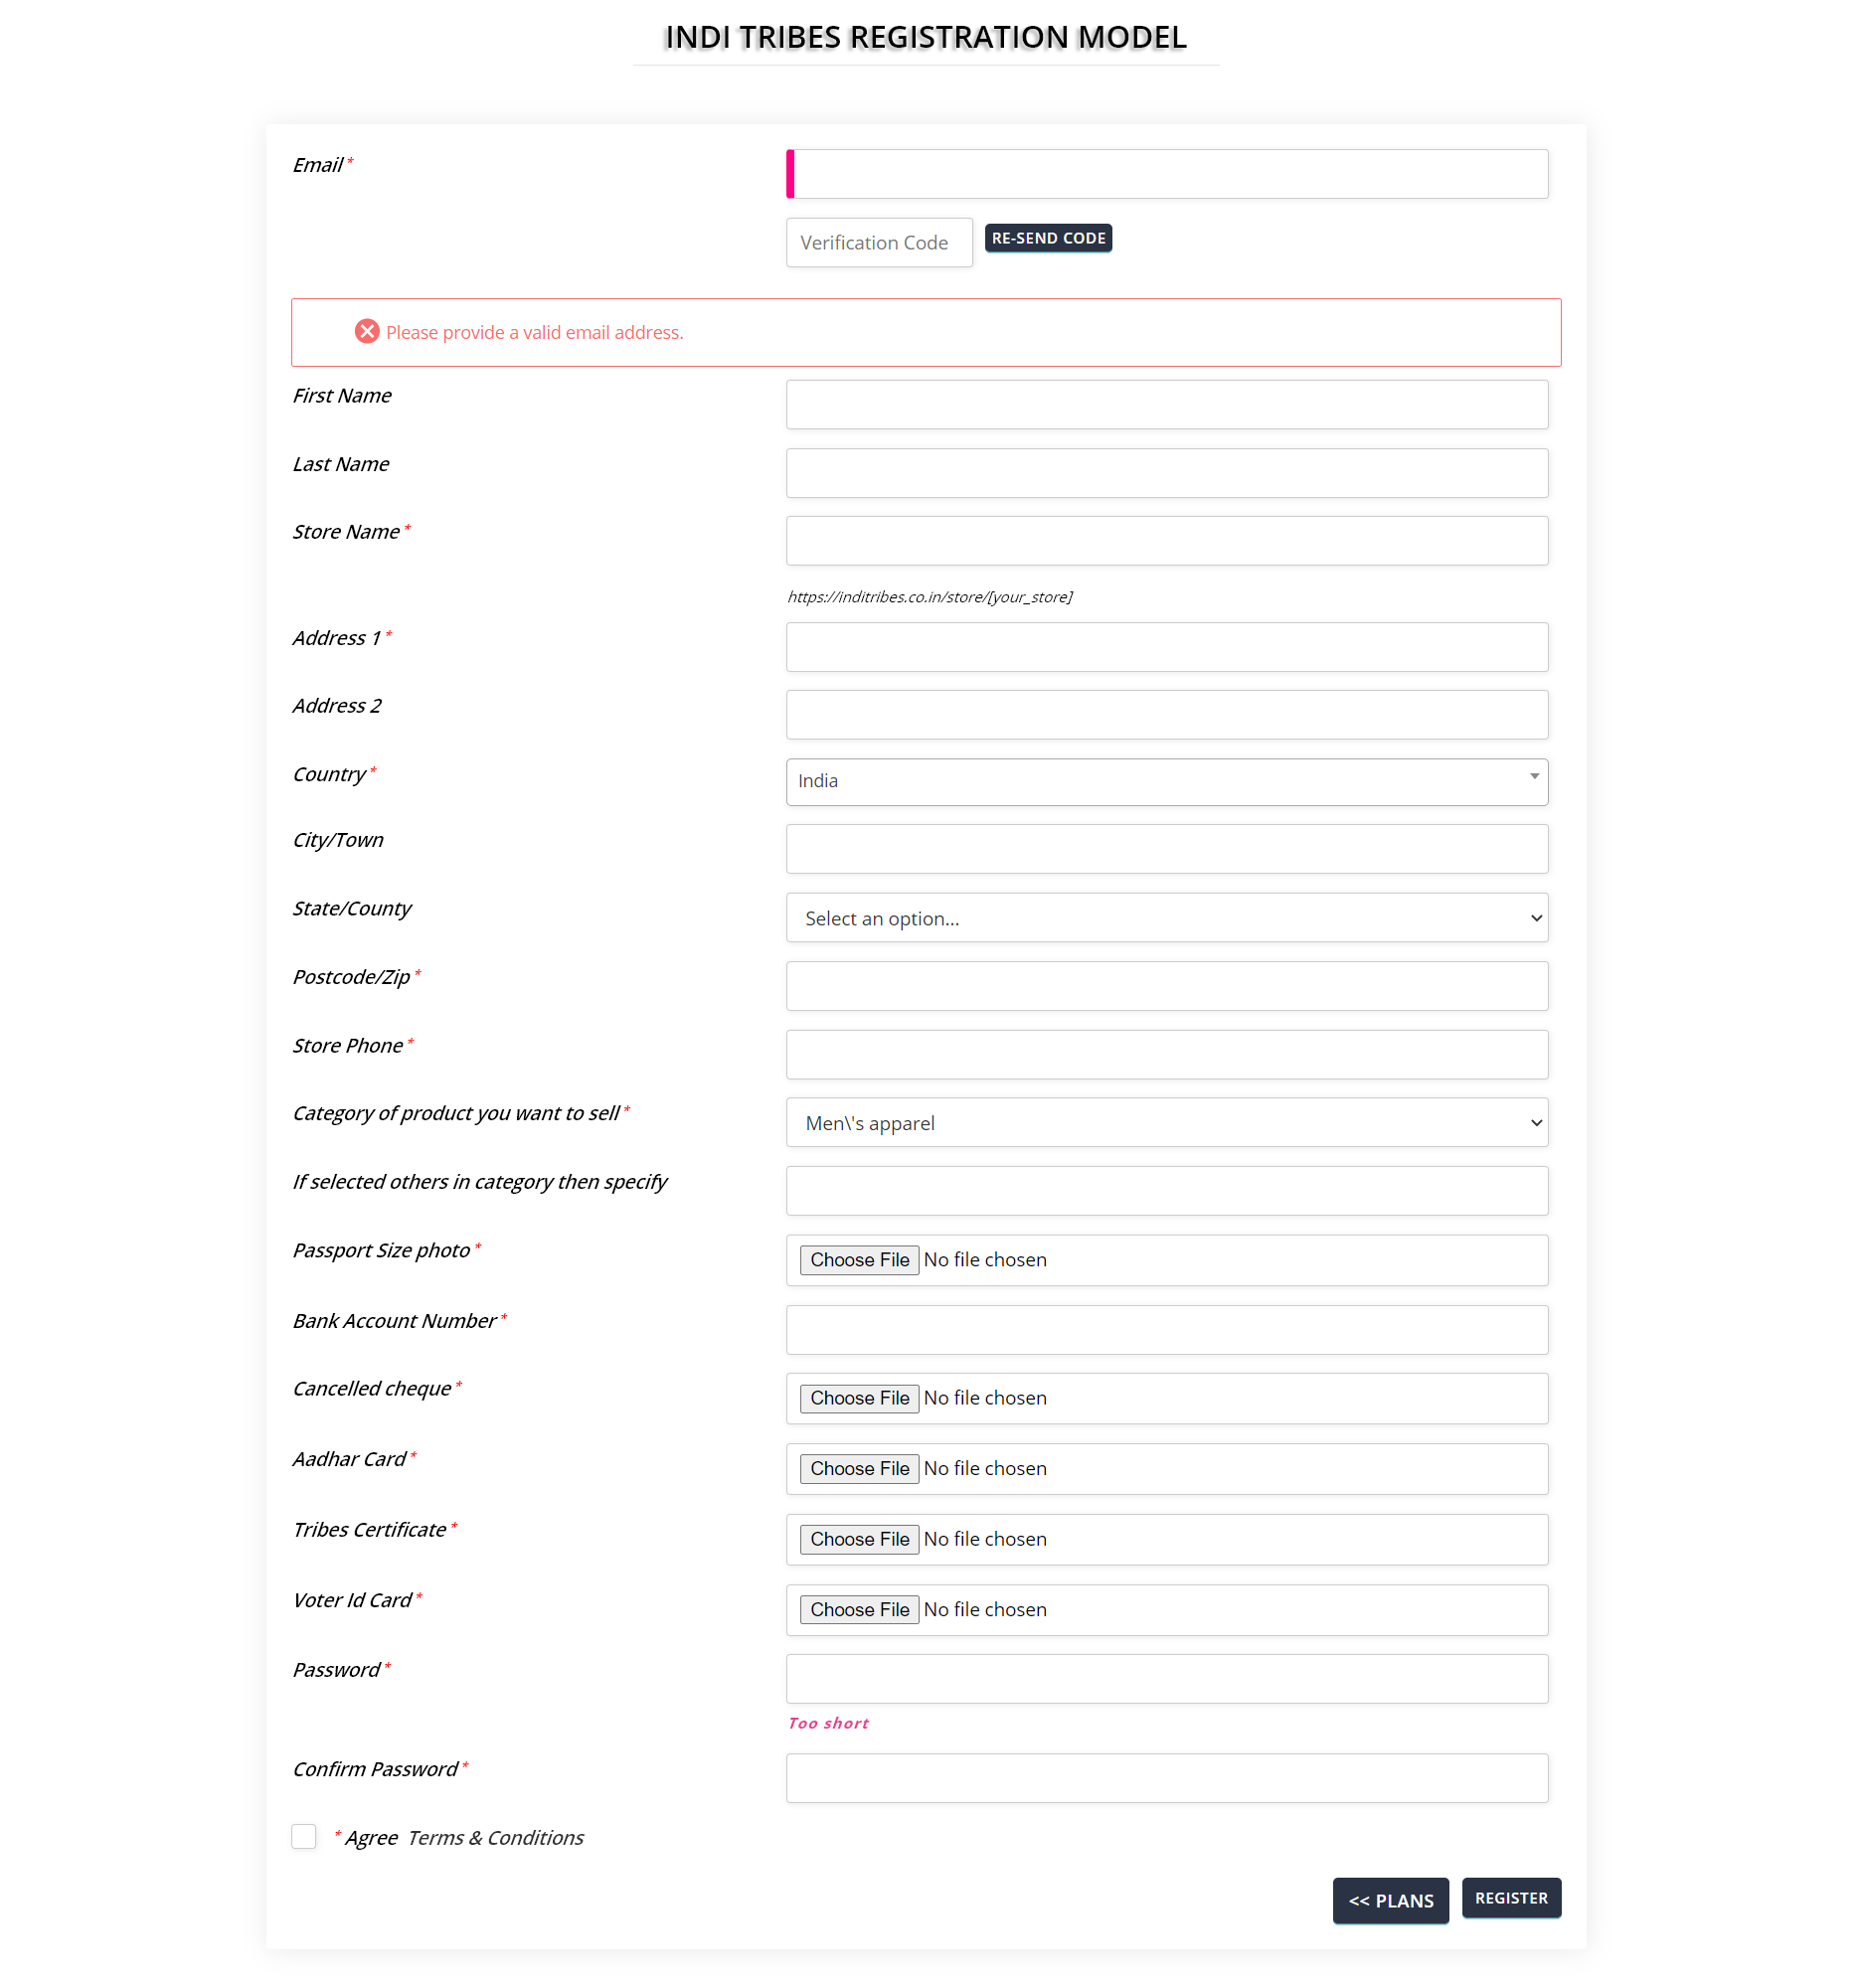 INDI TRIBES REGISTRATION MODEL
Email*
Verification Code RE-SEND CODE
Please provide a valid email address.
First Name
Last Name
Store Name*
https://inditribes.co.in/store/[your_store]
Address 1*
Address 2
Country* India
City/Town
State/County Select an option...
Postcode/Zip*
Store Phone*
Category of product you want to sell* Men\'s apparel
If selected others in category then specify
Passport Size photo* Choose File No file chosen
Bank Account Number*
Cancelled cheque* Choose File No file chosen
Aadhar Card* Choose File No file chosen
Tribes Certificate* Choose File No file chosen
Voter Id Card* Choose File No file chosen
Password*
Too short
Confirm Password*
* Agree Terms & Conditions
<< PLANS REGISTER